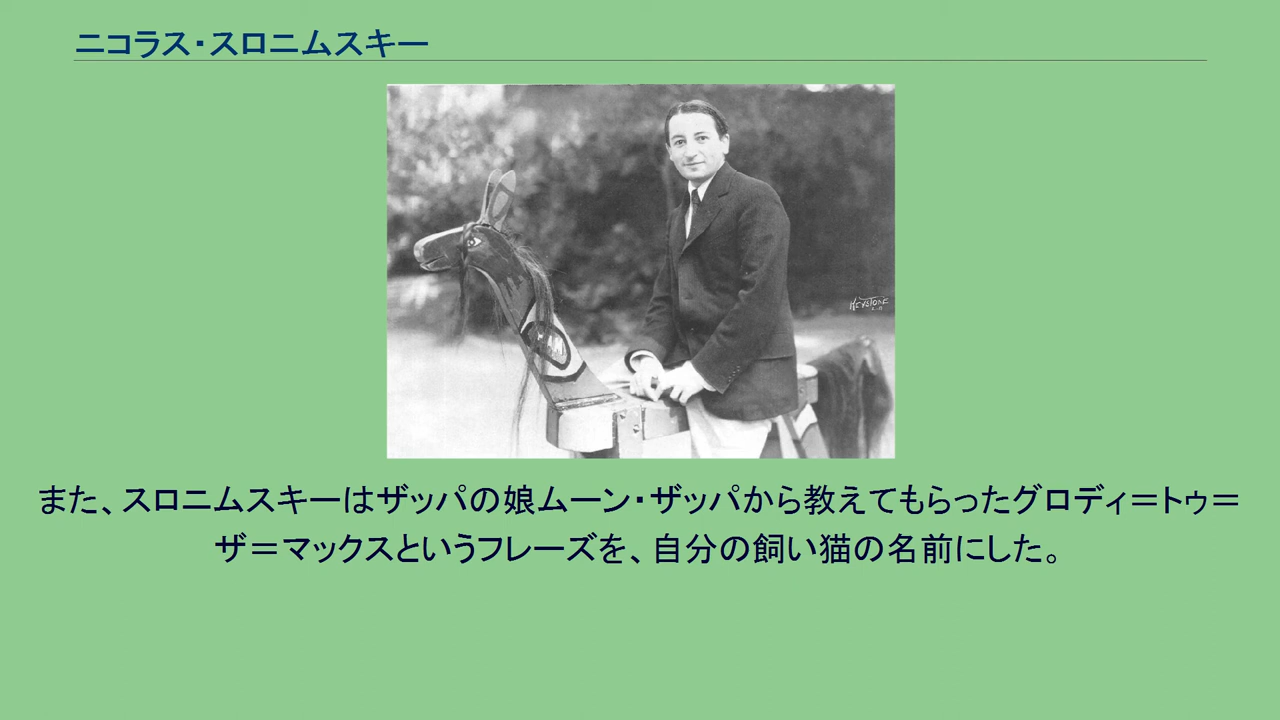 ニコラス・スロニムスキー
KEYSTONE
また、スロニムスキーはザッパの娘ムーン・ザッパから教えてもらったグロディ＝トゥ＝
ザ＝マックスというフレーズを、自分の飼い猫の名前にした。